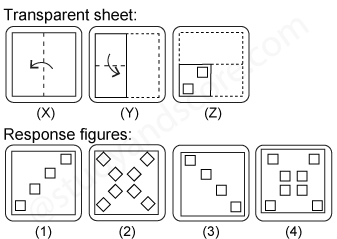 Transparent sheet:
(X) (Y) (Z)
Response figures:
(1) (2) (3) (4)